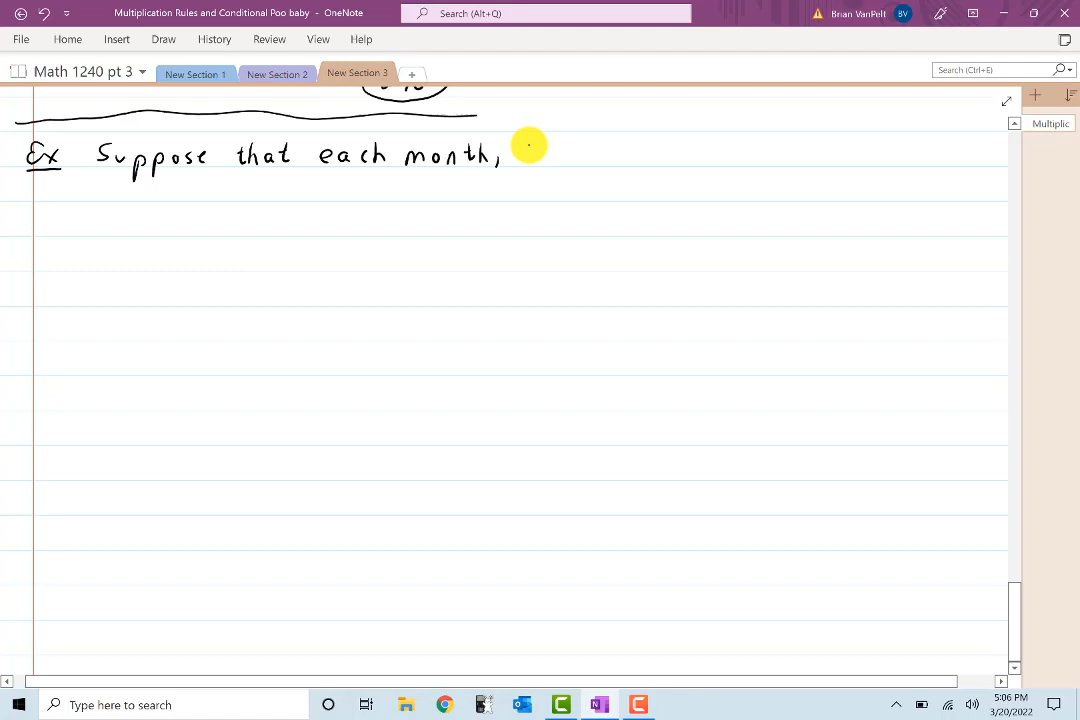 Multiplication Rules and Conditional Poo baby - OneNote
Search (Alt+Q)
Brian VanPelt
BV
File Home Insert Draw History Review View Help
Math 1240 pt 3
New Section 1
New Section 2
New Section 3
Search (Ctrl+E)
Multiplic
Ex Suppose that each month,
Type here to search
5:06 PM
3/20/2022